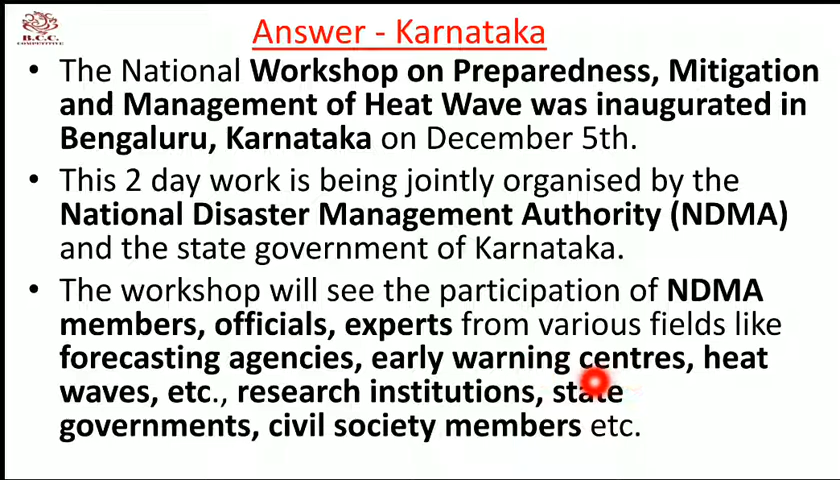 B.C.C.
COMPETITIVE
Answer - Karnataka
• The National Workshop on Preparedness, Mitigation
and Management of Heat Wave was inaugurated in
Bengaluru, Karnataka on December 5th.
• This 2 day work is being jointly organised by the
National Disaster Management Authority (NDMA)
and the state government of Karnataka.
• The workshop will see the participation of NDMA
members, officials, experts from various fields like
forecasting agencies, early warning centres, heat
waves, etc., research institutions, state
governments, civil society members etc.